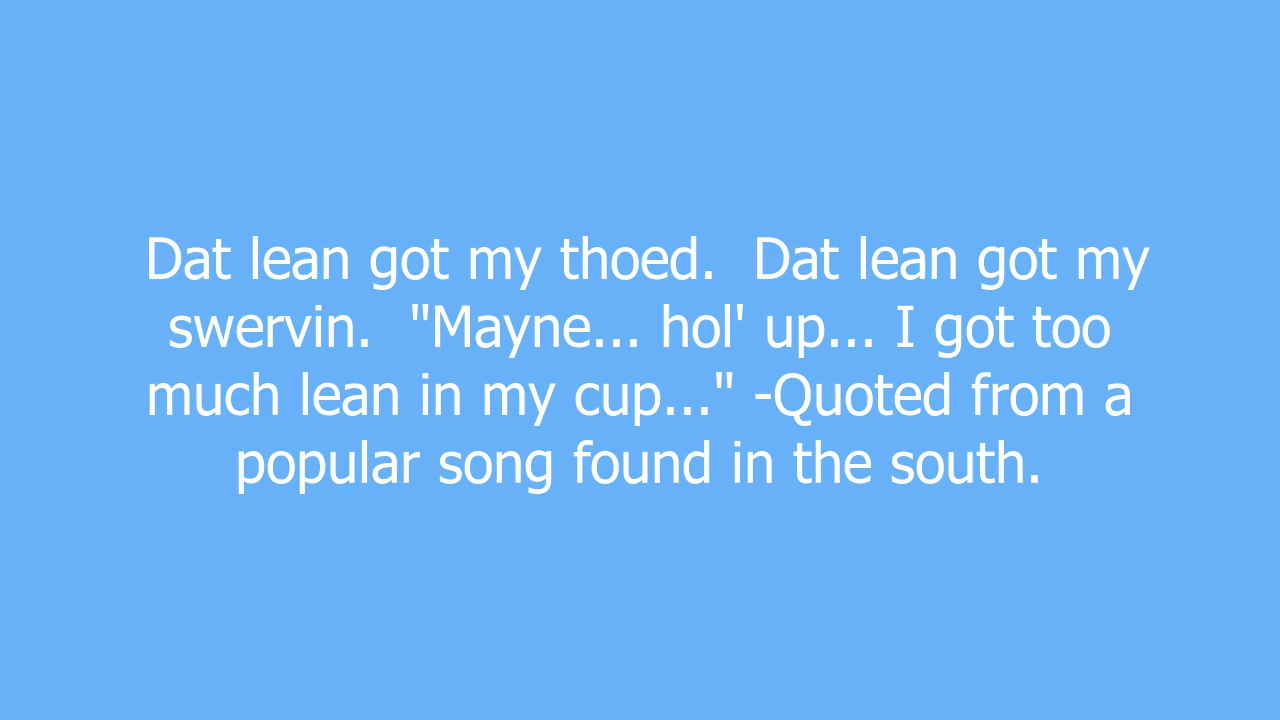 Dat lean got my thoed.  Dat lean got my
swervin.  "Mayne... hol' up... I got too
much lean in my cup..." -Quoted from a
popular song found in the south.